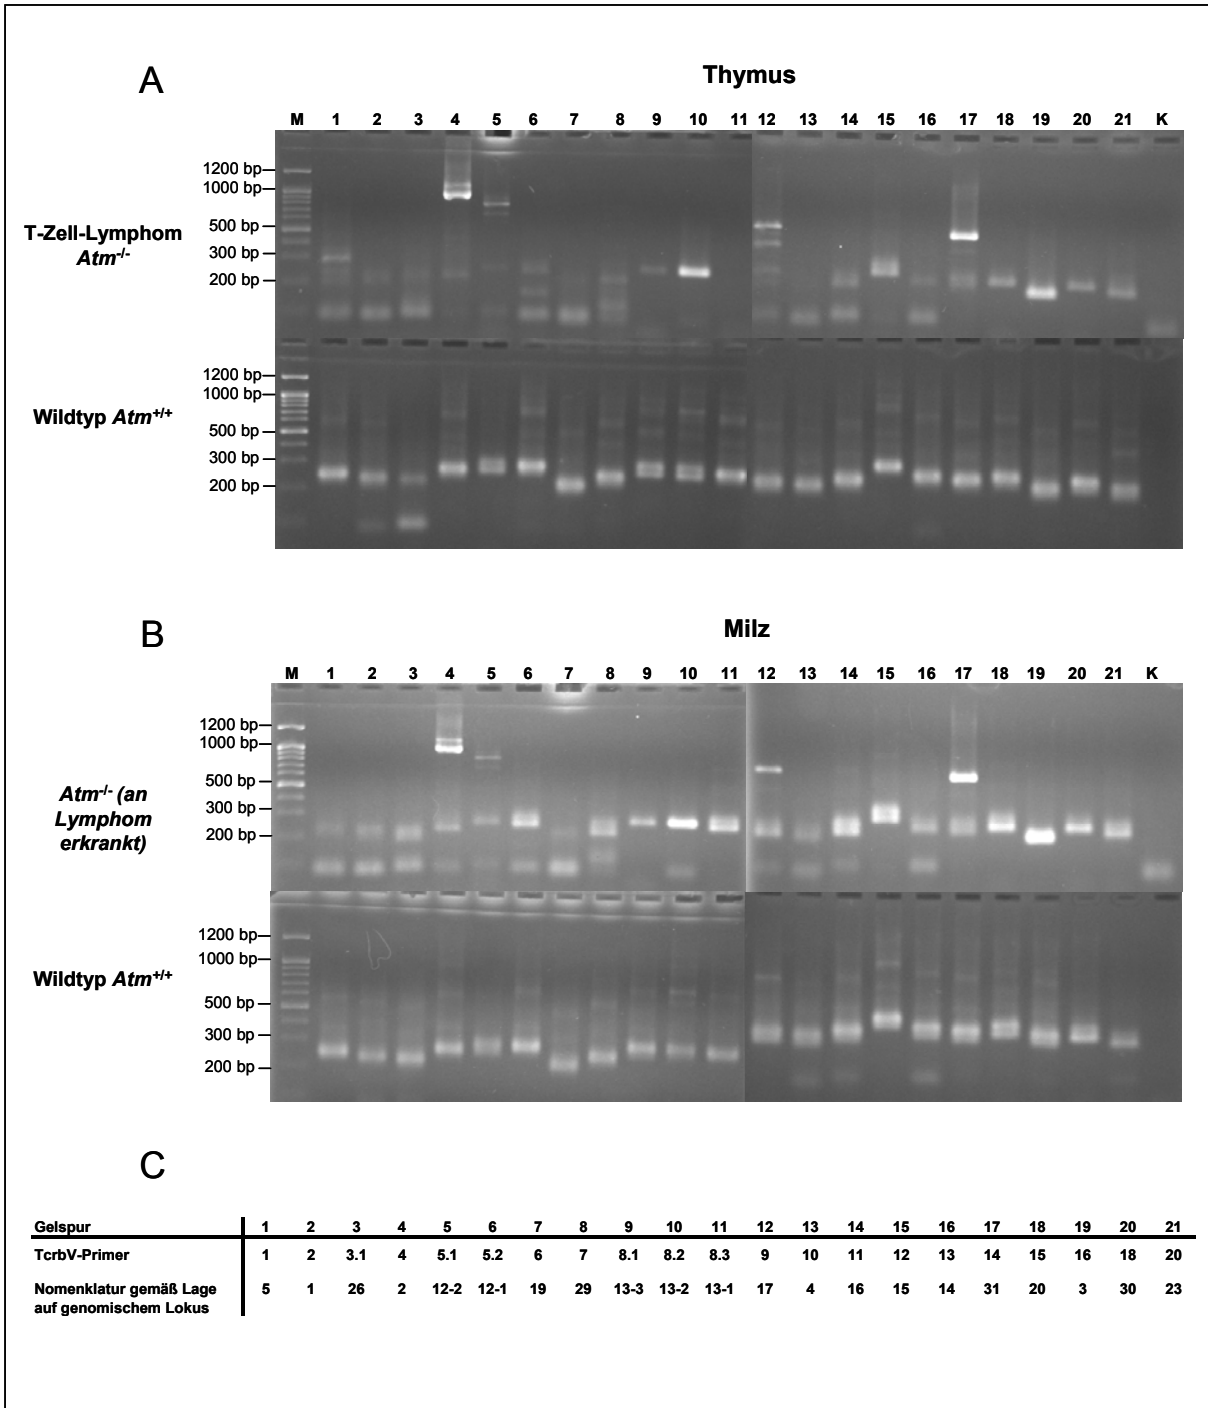 A
Thymus
M 1 2 3 4 5 6 7 8 9 10 11 12 13 14 15 16 17 18 19 20 21 K
1200 bp
1000 bp
500 bp
300 bp
200 bp
T-Zell-Lymphom
Atm-/-
1200 bp
1000 bp
500 bp
300 bp
200 bp
Wildtyp Atm+/+
B
Milz
M 1 2 3 4 5 6 7 8 9 10 11 12 13 14 15 16 17 18 19 20 21 K
1200 bp
1000 bp
500 bp
300 bp
200 bp
Atm-/- (an
Lymphom
erkrankt)
1200 bp
1000 bp
500 bp
300 bp
200 bp
Wildtyp Atm+/+
C
Gelspur 1 2 3 4 5 6 7 8 9 10 11 12 13 14 15 16 17 18 19 20 21
TcrbV-Primer 1 2 3.1 4 5.1 5.2 6 7 8.1 8.2 8.3 9 10 11 12 13 14 15 16 18 20
Nomenklatur gemäß Lage 5 1 26 2 12-2 12-1 19 29 13-3 13-2 13-1 17 4 16 15 14 31 20 3 30 23
auf genomischem Lokus